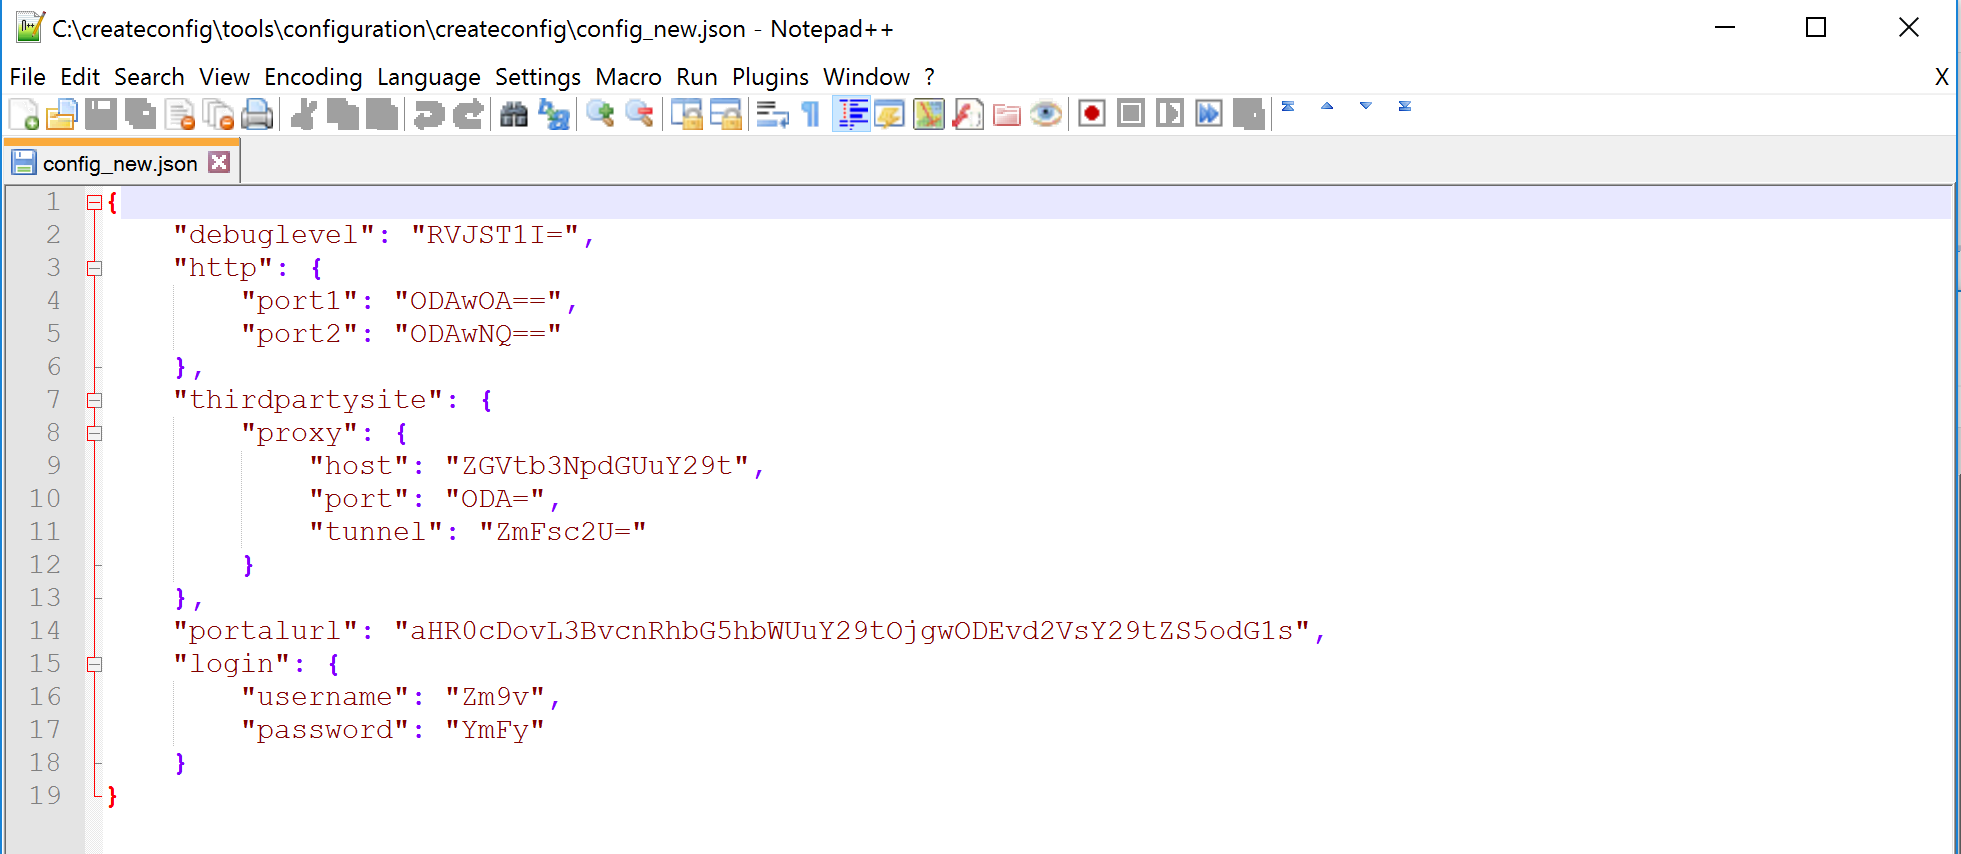 C:\createconfig\tools\configuration\createconfig\config_new.json - Notepad++
File Edit Search View Encoding Language Settings Macro Run Plugins Window ? X
config_new.json
1 {
2 "debuglevel": "RVJST1I=",
3 "http": {
4 "port1": "ODAwOA==",
5 "port2": "ODAwNQ=="
6 },
7 "thirdpartysite": {
8 "proxy": {
9 "host": "ZGVtb3NpdGUuY29t",
10 "port": "ODA=",
11 "tunnel": "ZmFsc2U="
12 }
13 },
14 "portalurl": "aHR0cDovL3BvcnRhbG5hbWUuY29tOjgwODEvd2VsY29tZS5odG1s",
15 "login": {
16 "username": "Zm9v",
17 "password": "YmFy"
18 }
19 }